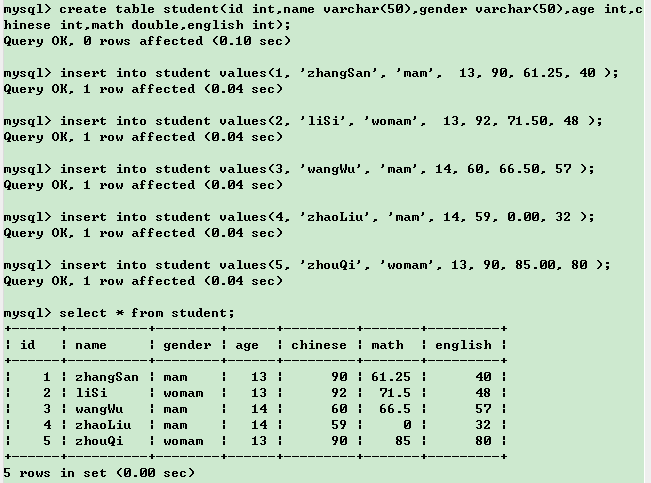 mysql> create table student(id int,name varchar(50),gender varchar(50),age int,c
hinese int,math double,english int);
Query OK, 0 rows affected (0.10 sec)

mysql> insert into student values(1, 'zhangSan', 'mam',  13, 90, 61.25, 40 );
Query OK, 1 row affected (0.04 sec)

mysql> insert into student values(2, 'liSi', 'womam',  13, 92, 71.50, 48 );
Query OK, 1 row affected (0.04 sec)

mysql> insert into student values(3, 'wangWu', 'mam', 14, 60, 66.50, 57 );
Query OK, 1 row affected (0.04 sec)

mysql> insert into student values(4, 'zhaoLiu', 'mam', 14, 59, 0.00, 32 );
Query OK, 1 row affected (0.04 sec)

mysql> insert into student values(5, 'zhouQi', 'womam', 13, 90, 85.00, 80 );
Query OK, 1 row affected (0.04 sec)

mysql> select * from student;
+------+----------+--------+------+---------+-------+---------+
| id   | name     | gender | age  | chinese | math  | english |
+------+----------+--------+------+---------+-------+---------+
|    1 | zhangSan | mam    |   13 |      90 | 61.25 |      40 |
|    2 | liSi     | womam  |   13 |      92 |  71.5 |      48 |
|    3 | wangWu   | mam    |   14 |      60 |  66.5 |      57 |
|    4 | zhaoLiu  | mam    |   14 |      59 |     0 |      32 |
|    5 | zhouQi   | womam  |   13 |      90 |    85 |      80 |
+------+----------+--------+------+---------+-------+---------+
5 rows in set (0.00 sec)